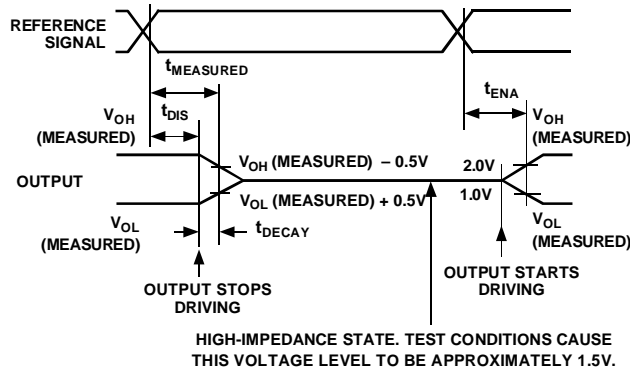 REFERENCE
SIGNAL
tMEASURED
tDIS
tENA
VOH
(MEASURED)
VOH
(MEASURED)
VOH (MEASURED) – 0.5V
2.0V
OUTPUT
VOL (MEASURED) + 0.5V
1.0V
VOL
(MEASURED)
tDECAY
VOL
(MEASURED)
OUTPUT STOPS
DRIVING
OUTPUT STARTS
DRIVING
HIGH-IMPEDANCE STATE. TEST CONDITIONS CAUSE
THIS VOLTAGE LEVEL TO BE APPROXIMATELY 1.5V.